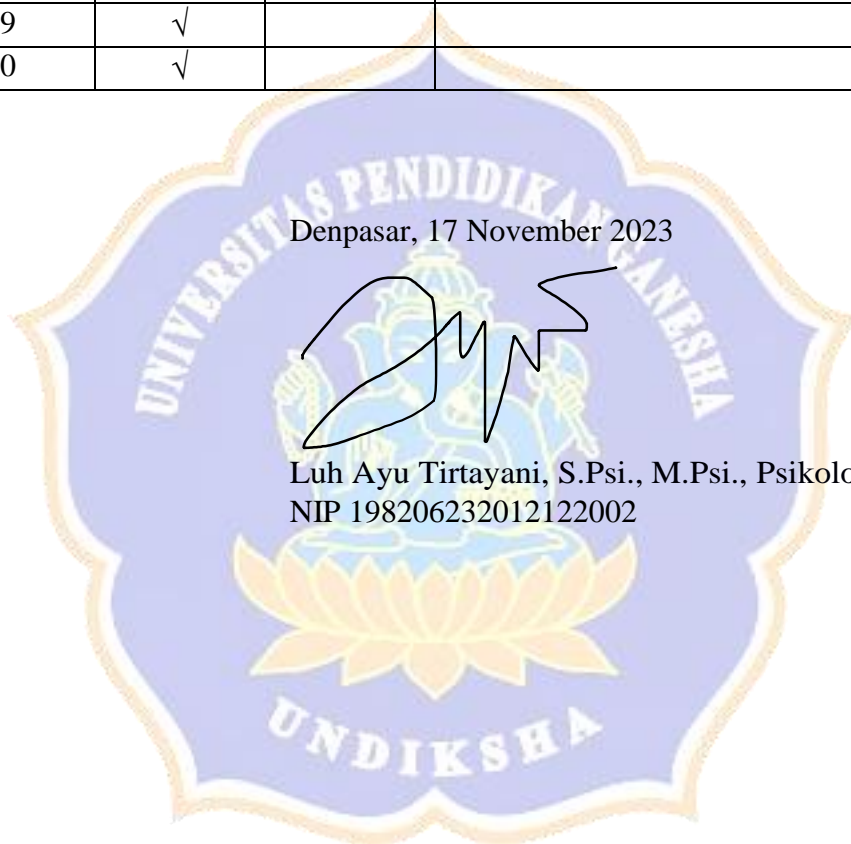 9 √
0 √
UNIVERSITAS PENDIDIKAN GANESHA
Denpasar, 17 November 2023
Luh Ayu Tirtayani, S.Psi., M.Psi., Psikolo
NIP 198206232012122002
UNDIKSHA